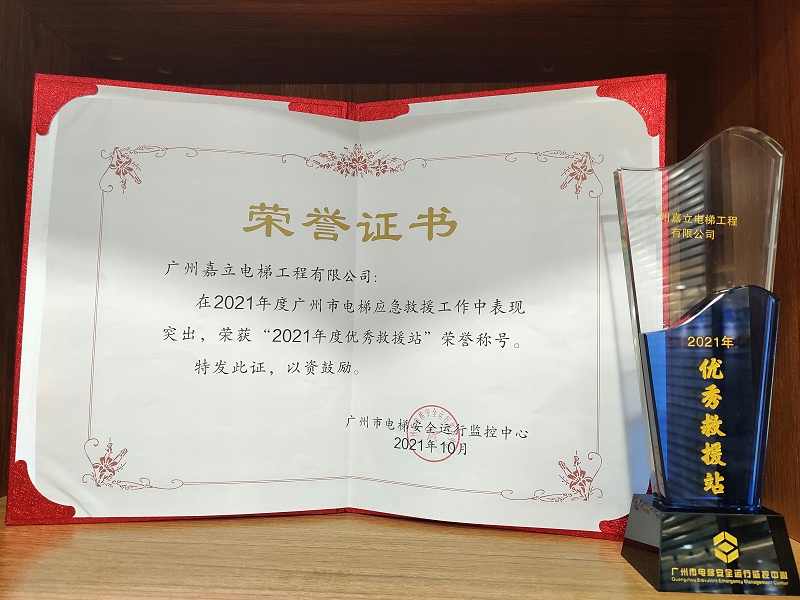 荣誉证书
广州嘉立电梯工程有限公司:
在2021年度广州市电梯应急救援工作中表现
突出，荣获“2021年度优秀救援站”荣誉称号。
特发此证，以资鼓励。
广州市电梯安全运行监控中心
2021年10月
广州嘉立电梯工程
有限公司
2021年
优秀救援站
广州市电梯安全运行监控中心
Guangzhou Elevators Emergency Management Center